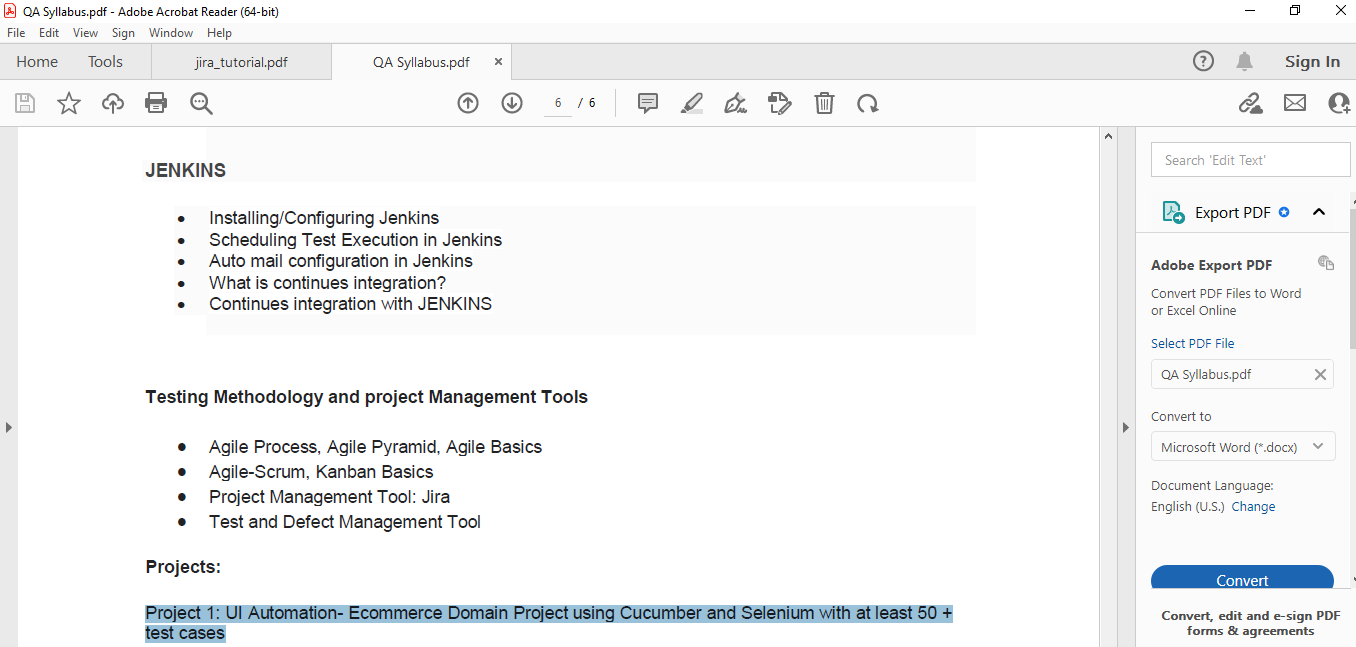 QA Syllabus.pdf - Adobe Acrobat Reader (64-bit)
File Edit View Sign Window Help
Home Tools jira_tutorial.pdf QA Syllabus.pdf × Sign In
6 / 6
JENKINS
• Installing/Configuring Jenkins
• Scheduling Test Execution in Jenkins
• Auto mail configuration in Jenkins
• What is continues integration?
• Continues integration with JENKINS
Testing Methodology and project Management Tools
• Agile Process, Agile Pyramid, Agile Basics
• Agile-Scrum, Kanban Basics
• Project Management Tool: Jira
• Test and Defect Management Tool
Projects:
Project 1: UI Automation- Ecommerce Domain Project using Cucumber and Selenium with at least 50 +
test cases
Search 'Edit Text'
Export PDF
Adobe Export PDF
Convert PDF Files to Word
or Excel Online
Select PDF File
QA Syllabus.pdf
Convert to
Microsoft Word (*.docx)
Document Language:
English (U.S.) Change
Convert
Convert, edit and e-sign PDF
forms & agreements